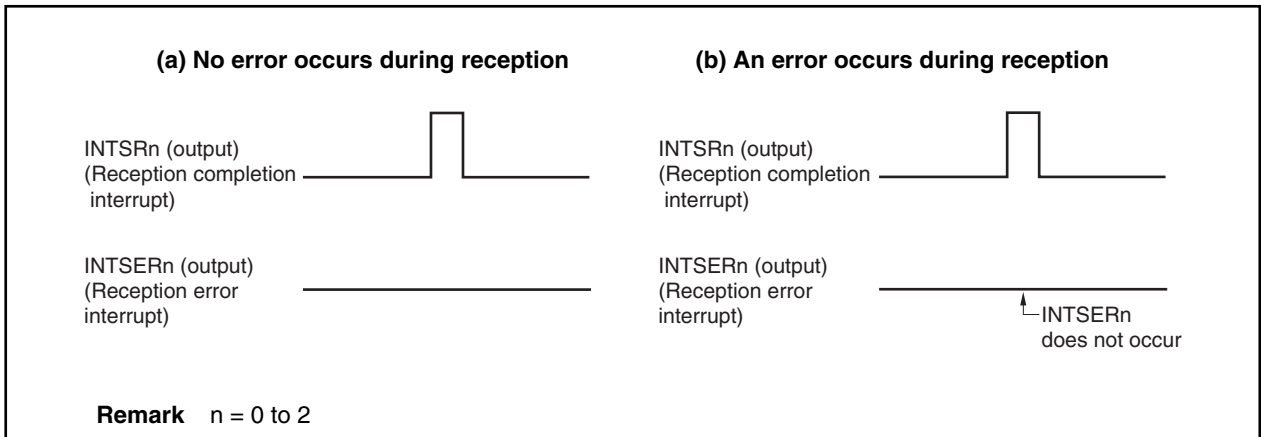 (a) No error occurs during reception
INTSRn (output)
(Reception completion
interrupt)
INTSERn (output)
(Reception error
interrupt)
(b) An error occurs during reception
INTSRn (output)
(Reception completion
interrupt)
INTSERn (output)
(Reception error
interrupt)
INTSERn
does not occur
Remark n = 0 to 2